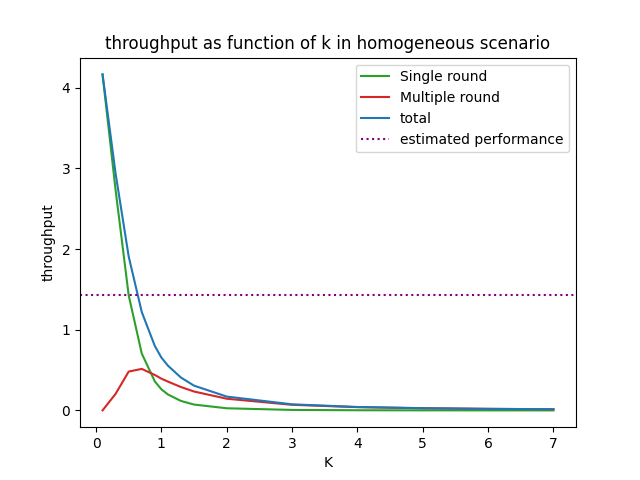 throughput as function of k in homogeneous scenario
Single round
Multiple round
total
estimated performance
throughput
4
3
2
1
0
0 1 2 3 4 5 6 7
K